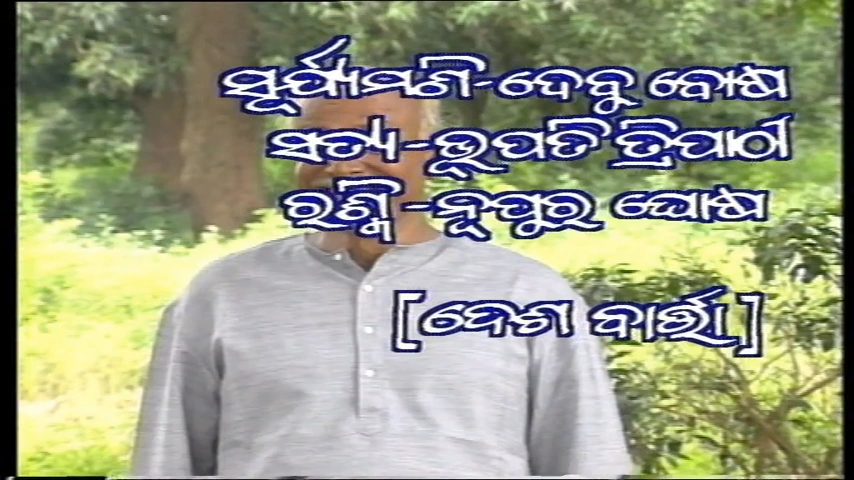 ସୂର୍ଯ୍ୟମଣି-ଦେବୁ ବୋଷ
ସତ୍ୟ-ଭୂପତି ତ୍ରିପାଠୀ
ରଶ୍ମି-ନୂପୁର ଘୋଷ
[ଦେଶ ବାର୍ତ୍ତା]